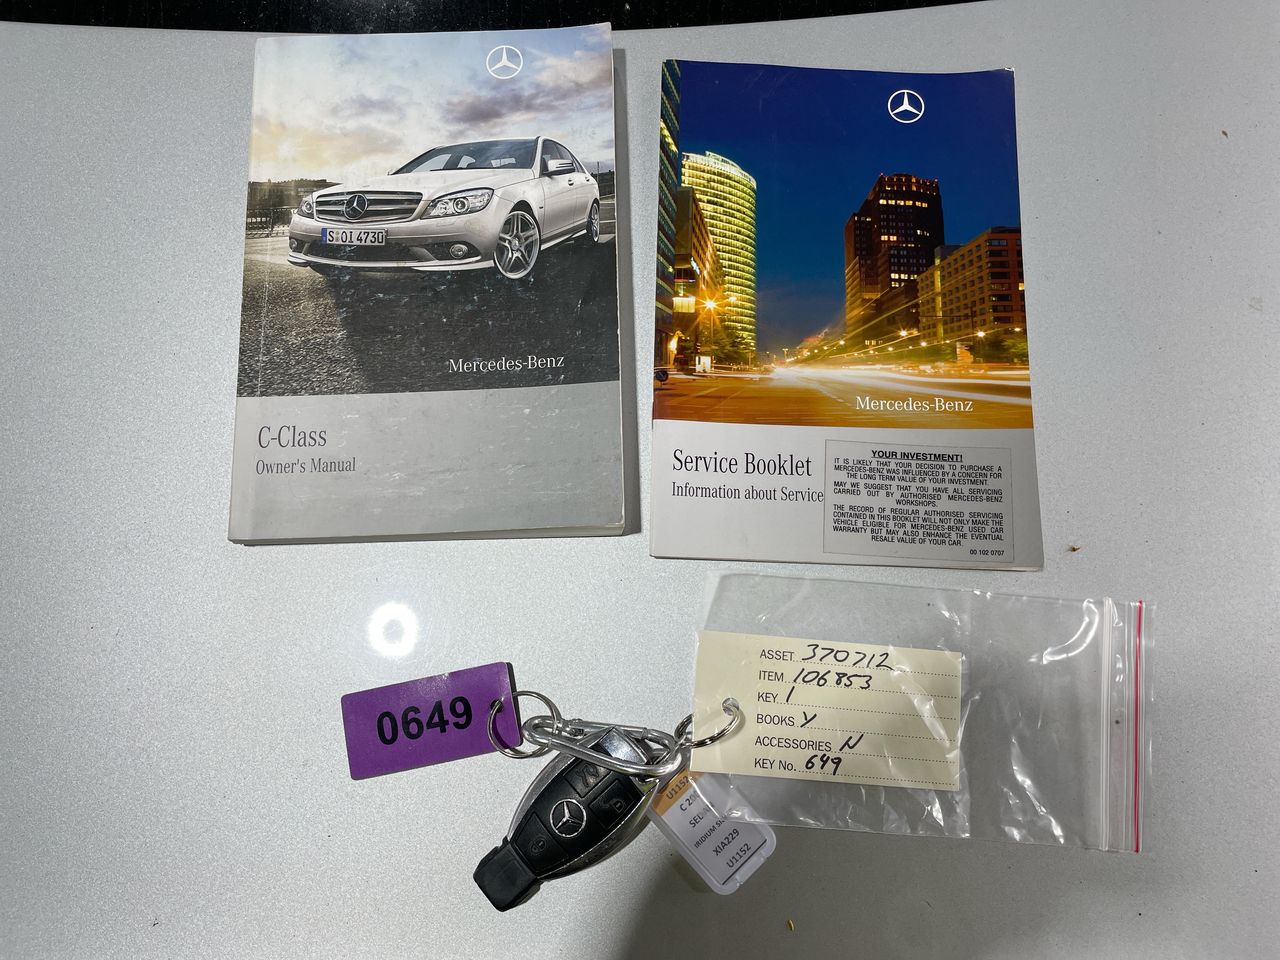 S OI 4730
Mercedes-Benz
C-Class
Owner's Manual
Mercedes-Benz
Service Booklet
Information about Service
YOUR INVESTMENT!
IT IS LIKELY THAT YOUR DECISION TO PURCHASE A
MERCEDES-BENZ WAS INFLUENCED BY A CONCERN FOR
THE LONG TERM VALUE OF YOUR INVESTMENT.
MAY WE SUGGEST THAT YOU HAVE ALL SERVICING
CARRIED OUT BY AUTHORISED MERCEDES-BENZ
WORKSHOPS.
THE RECORD OF REGULAR AUTHORISED SERVICING
CONTAINED IN THIS BOOKLET WILL NOT ONLY MAKE THE
VEHICLE ELIGIBLE FOR MERCEDES-BENZ USED CAR
WARRANTY BUT MAY ALSO ENHANCE THE EVENTUAL
RESALE VALUE OF YOUR CAR.
00 102 0707
0649
ASSET 370712
ITEM 106853
KEY 1
BOOKS Y
ACCESSORIES N
KEY No. 649
U1152
IRIDIUM
XIA229
U1152